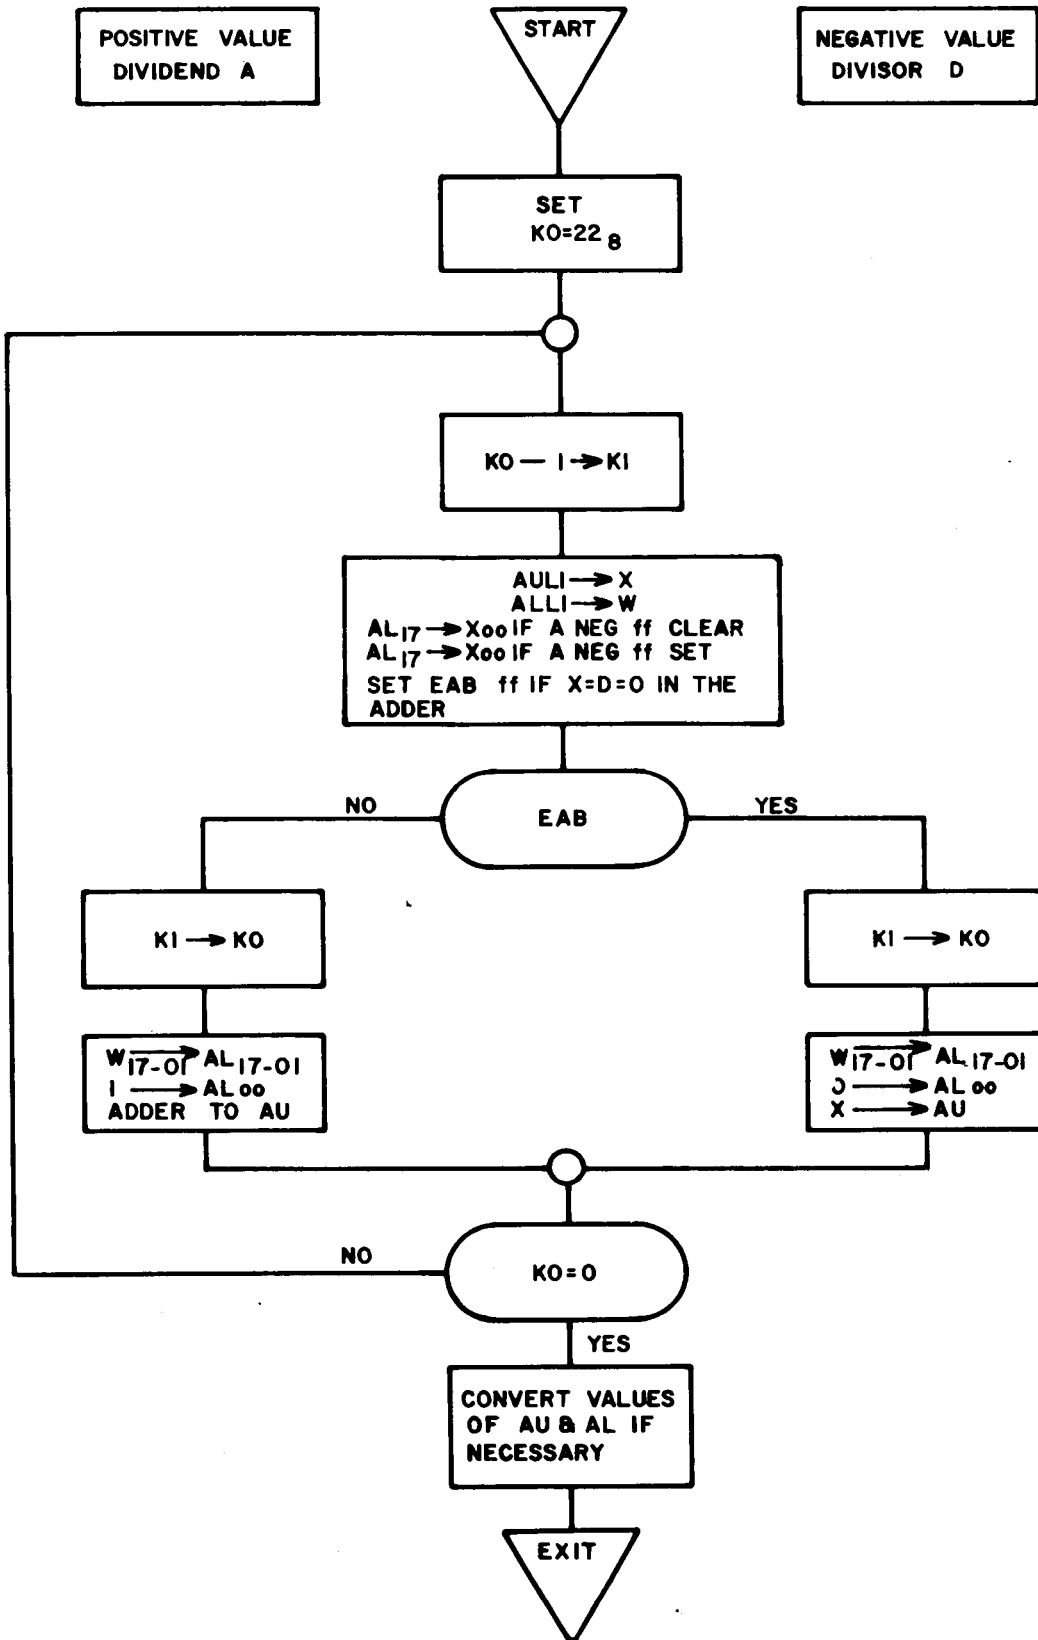 POSITIVE VALUE
DIVIDEND A
START
NEGATIVE VALUE
DIVISOR D
SET
KO=22 8
KO — 1 → K1
AUL1 → X
ALL1 → W
AL17 → X00 IF A NEG ff CLEAR
AL17 → X00 IF A NEG ff SET
SET EAB ff IF X=D=0 IN THE
ADDER
EAB
NO
YES
K1 → KO
K1 → KO
W17-01 → AL17-01
1 → AL00
ADDER TO AU
W17-01 → AL17-01
0 → AL00
X → AU
KO=0
NO
YES
CONVERT VALUES
OF AU & AL IF
NECESSARY
EXIT